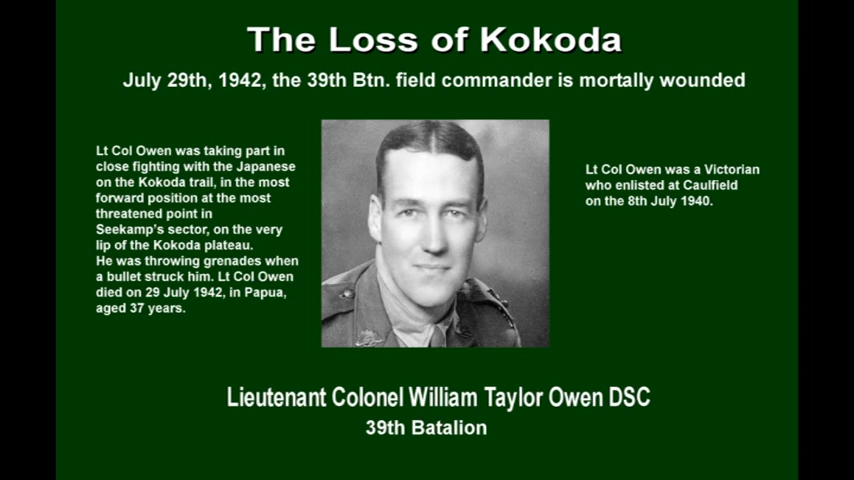 The Loss of Kokoda
July 29th, 1942, the 39th Btn. field commander is mortally wounded
Lt Col Owen was taking part in
close fighting with the Japanese
on the Kokoda trail, in the most
forward position at the most
threatened point in
Seekamp's sector, on the very
lip of the Kokoda plateau.
He was throwing grenades when
a bullet struck him. Lt Col Owen
died on 29 July 1942, in Papua,
aged 37 years.
Lt Col Owen was a Victorian
who enlisted at Caulfield
on the 8th July 1940.
Lieutenant Colonel William Taylor Owen DSC
39th Batalion